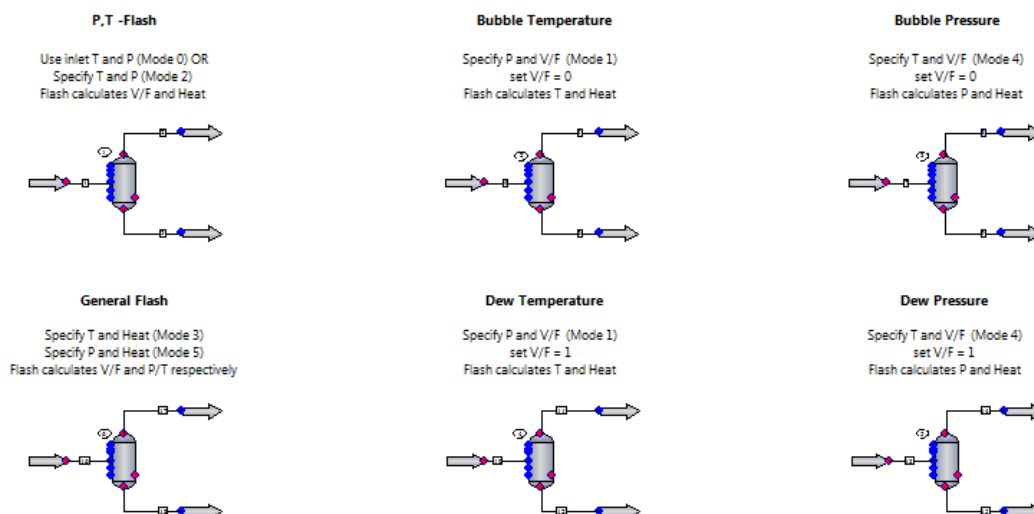 P,T -Flash
Use inlet T and P (Mode 0) OR
Specify T and P (Mode 2)
Flash calculates V/F and Heat
Bubble Temperature
Specify P and V/F (Mode 1)
set V/F = 0
Flash calculates T and Heat
Bubble Pressure
Specify T and V/F (Mode 4)
set V/F = 0
Flash calculates P and Heat
General Flash
Specify T and Heat (Mode 3)
Specify P and Heat (Mode 5)
Flash calculates V/F and P/T respectively
Dew Temperature
Specify P and V/F (Mode 1)
set V/F = 1
Flash calculates T and Heat
Dew Pressure
Specify T and V/F (Mode 4)
set V/F = 1
Flash calculates P and Heat